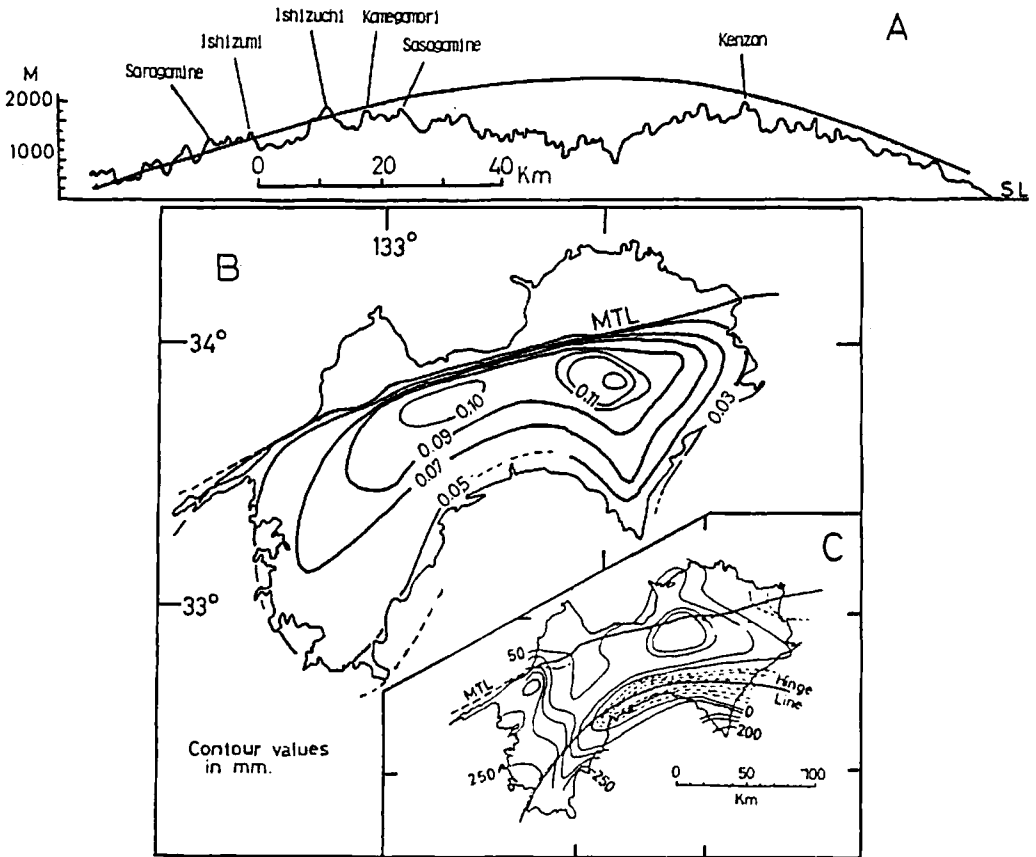 A
Ishizuchi
Kamegamori
Ishizumi
Sasagamine
Kenzan
Saragamine
M
2000
1000
0 20 40 Km
S L
133°
B
MTL
34°
0.11
0.10
0.03
0.09
0.07
0.05
C
33°
50
MTL
Hinge
Line
0
200
250
250
Contour values
in mm.
0 50 100
Km